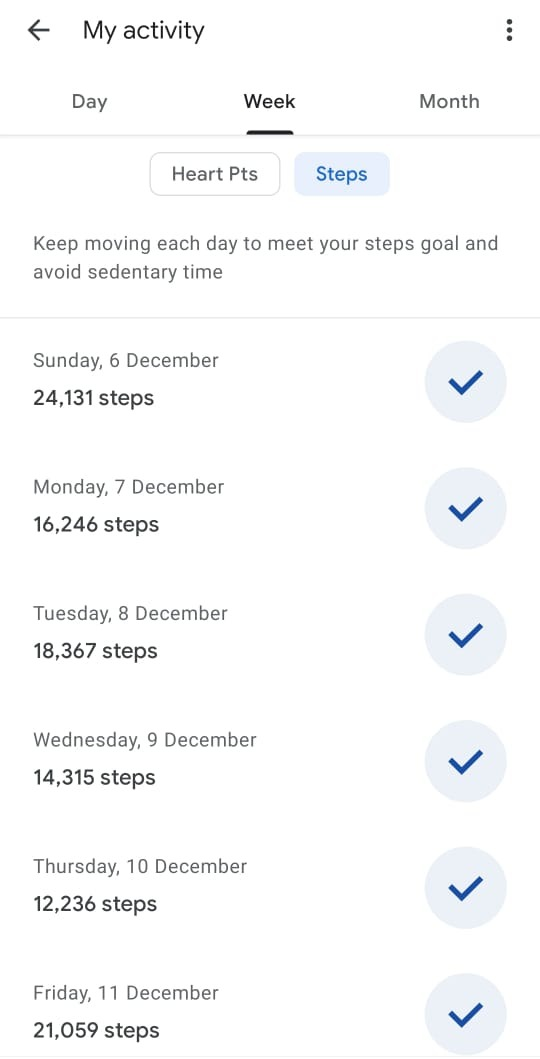 My activity
Day Week Month
Heart Pts Steps
Keep moving each day to meet your steps goal and
avoid sedentary time
Sunday, 6 December
24,131 steps
Monday, 7 December
16,246 steps
Tuesday, 8 December
18,367 steps
Wednesday, 9 December
14,315 steps
Thursday, 10 December
12,236 steps
Friday, 11 December
21,059 steps